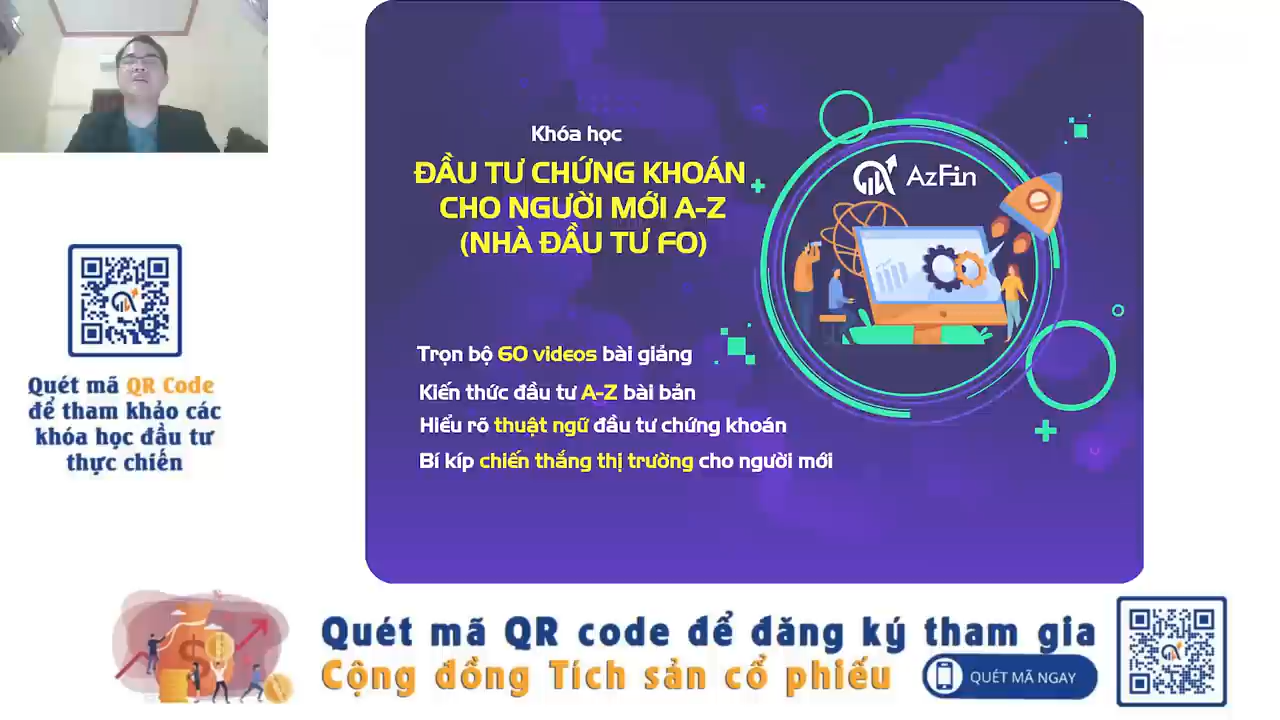 Khóa học
ĐẦU TƯ CHỨNG KHOÁN
CHO NGƯỜI MỚI A-Z
(NHÀ ĐẦU TƯ F0)
AzFin
Trọn bộ 60 videos bài giảng
Kiến thức đầu tư A-Z bài bản
Hiểu rõ thuật ngữ đầu tư chứng khoán
Bí kíp chiến thắng thị trường cho người mới
Quét mã QR Code
để tham khảo các
khóa học đầu tư
thực chiến
Quét mã QR code để đăng ký tham gia
Cộng đồng Tích sản cổ phiếu
QUÉT MÃ NGAY